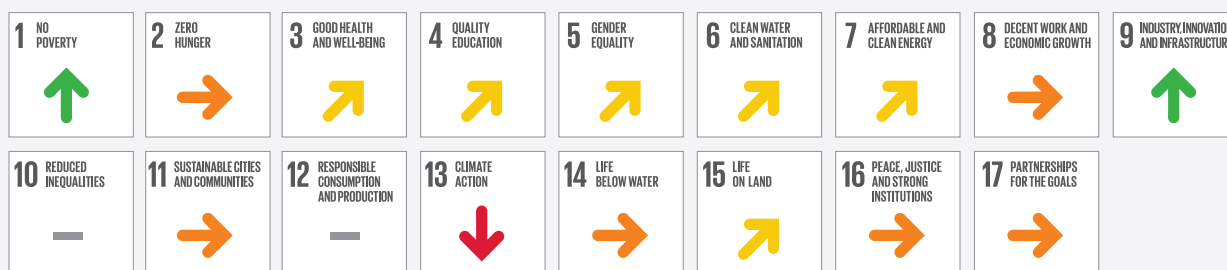 1 NO POVERTY
2 ZERO HUNGER
3 GOOD HEALTH AND WELL-BEING
4 QUALITY EDUCATION
5 GENDER EQUALITY
6 CLEAN WATER AND SANITATION
7 AFFORDABLE AND CLEAN ENERGY
8 DECENT WORK AND ECONOMIC GROWTH
9 INDUSTRY, INNOVATIO AND INFRASTRUCTUR
10 REDUCED INEQUALITIES
11 SUSTAINABLE CITIES AND COMMUNITIES
12 RESPONSIBLE CONSUMPTION AND PRODUCTION
13 CLIMATE ACTION
14 LIFE BELOW WATER
15 LIFE ON LAND
16 PEACE, JUSTICE AND STRONG INSTITUTIONS
17 PARTNERSHIPS FOR THE GOALS